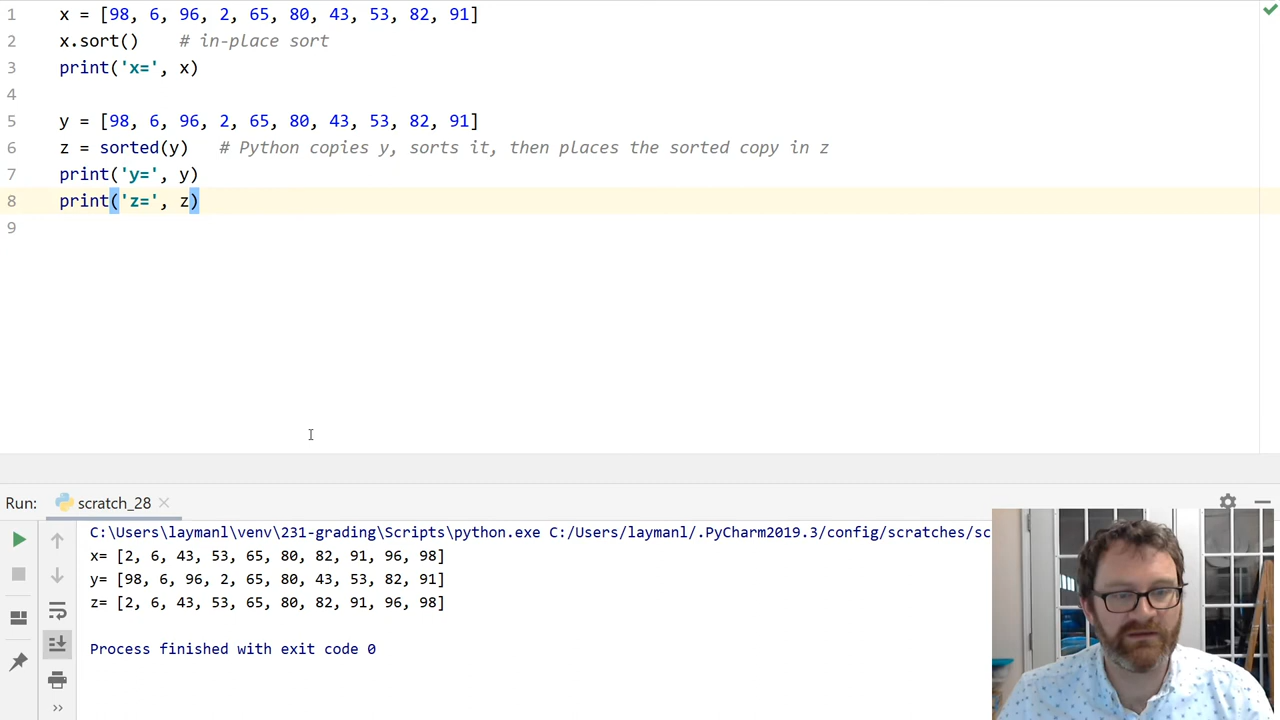 1 x = [98, 6, 96, 2, 65, 80, 43, 53, 82, 91]
2 x.sort() # in-place sort
3 print('x=', x)
4
5 y = [98, 6, 96, 2, 65, 80, 43, 53, 82, 91]
6 z = sorted(y) # Python copies y, sorts it, then places the sorted copy in z
7 print('y=', y)
8 print('z=', z)
9
Run: scratch_28
C:\Users\laymanl\venv\231-grading\Scripts\python.exe C:/Users/laymanl/.PyCharm2019.3/config/scratches/sc
x= [2, 6, 43, 53, 65, 80, 82, 91, 96, 98]
y= [98, 6, 96, 2, 65, 80, 43, 53, 82, 91]
z= [2, 6, 43, 53, 65, 80, 82, 91, 96, 98]
Process finished with exit code 0